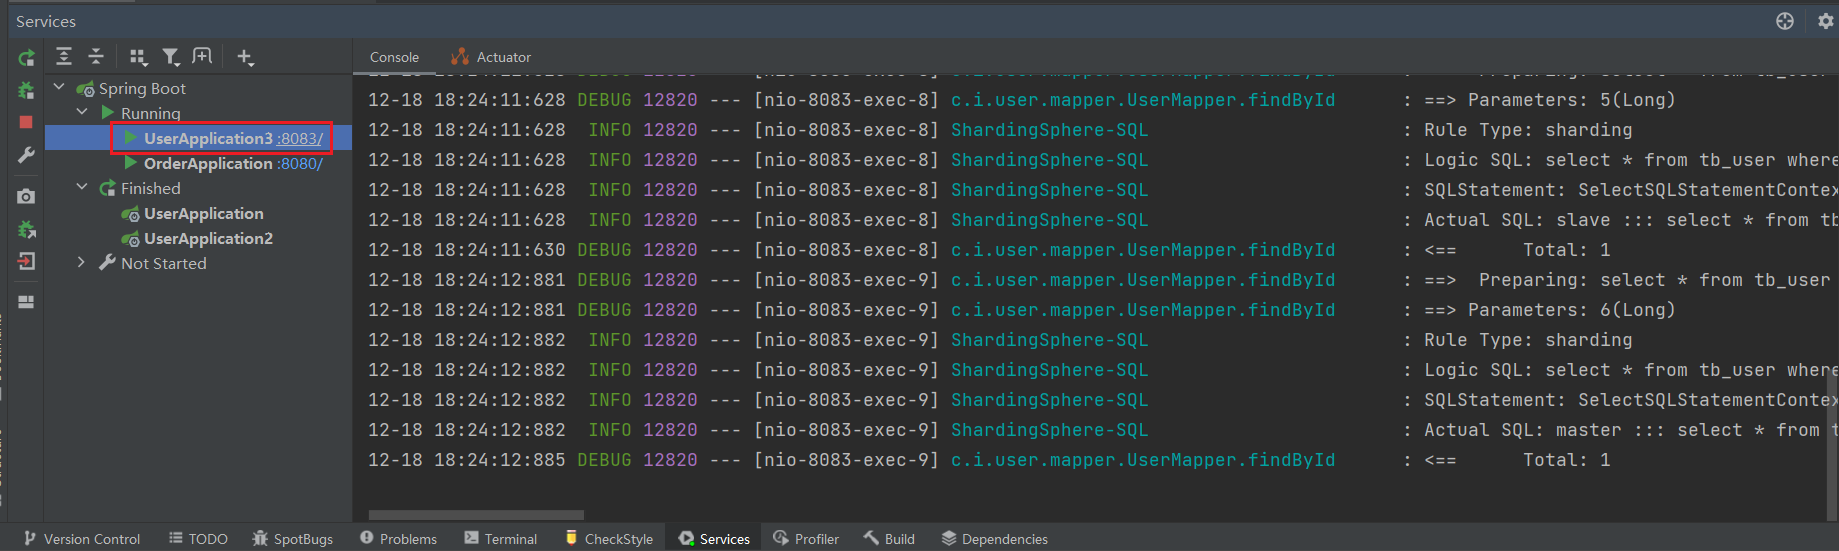 Services
Console
Actuator
Spring Boot
Running
UserApplication3 :8083/
OrderApplication :8080/
Finished
UserApplication
UserApplication2
Not Started
12-18 18:24:11:628 DEBUG 12820 --- [nio-8083-exec-8] c.i.user.mapper.UserMapper.findById : ==> Parameters: 5(Long)
12-18 18:24:11:628 INFO 12820 --- [nio-8083-exec-8] ShardingSphere-SQL : Rule Type: sharding
12-18 18:24:11:628 INFO 12820 --- [nio-8083-exec-8] ShardingSphere-SQL : Logic SQL: select * from tb_user where
12-18 18:24:11:628 INFO 12820 --- [nio-8083-exec-8] ShardingSphere-SQL : SQLStatement: SelectSQLStatementContex
12-18 18:24:11:628 INFO 12820 --- [nio-8083-exec-8] ShardingSphere-SQL : Actual SQL: slave ::: select * from tb
12-18 18:24:11:630 DEBUG 12820 --- [nio-8083-exec-8] c.i.user.mapper.UserMapper.findById : <== Total: 1
12-18 18:24:12:881 DEBUG 12820 --- [nio-8083-exec-9] c.i.user.mapper.UserMapper.findById : ==> Preparing: select * from tb_user
12-18 18:24:12:881 DEBUG 12820 --- [nio-8083-exec-9] c.i.user.mapper.UserMapper.findById : ==> Parameters: 6(Long)
12-18 18:24:12:882 INFO 12820 --- [nio-8083-exec-9] ShardingSphere-SQL : Rule Type: sharding
12-18 18:24:12:882 INFO 12820 --- [nio-8083-exec-9] ShardingSphere-SQL : Logic SQL: select * from tb_user where
12-18 18:24:12:882 INFO 12820 --- [nio-8083-exec-9] ShardingSphere-SQL : SQLStatement: SelectSQLStatementContex
12-18 18:24:12:882 INFO 12820 --- [nio-8083-exec-9] ShardingSphere-SQL : Actual SQL: master ::: select * from t
12-18 18:24:12:885 DEBUG 12820 --- [nio-8083-exec-9] c.i.user.mapper.UserMapper.findById : <== Total: 1
Version Control
TODO
SpotBugs
Problems
Terminal
CheckStyle
Services
Profiler
Build
Dependencies